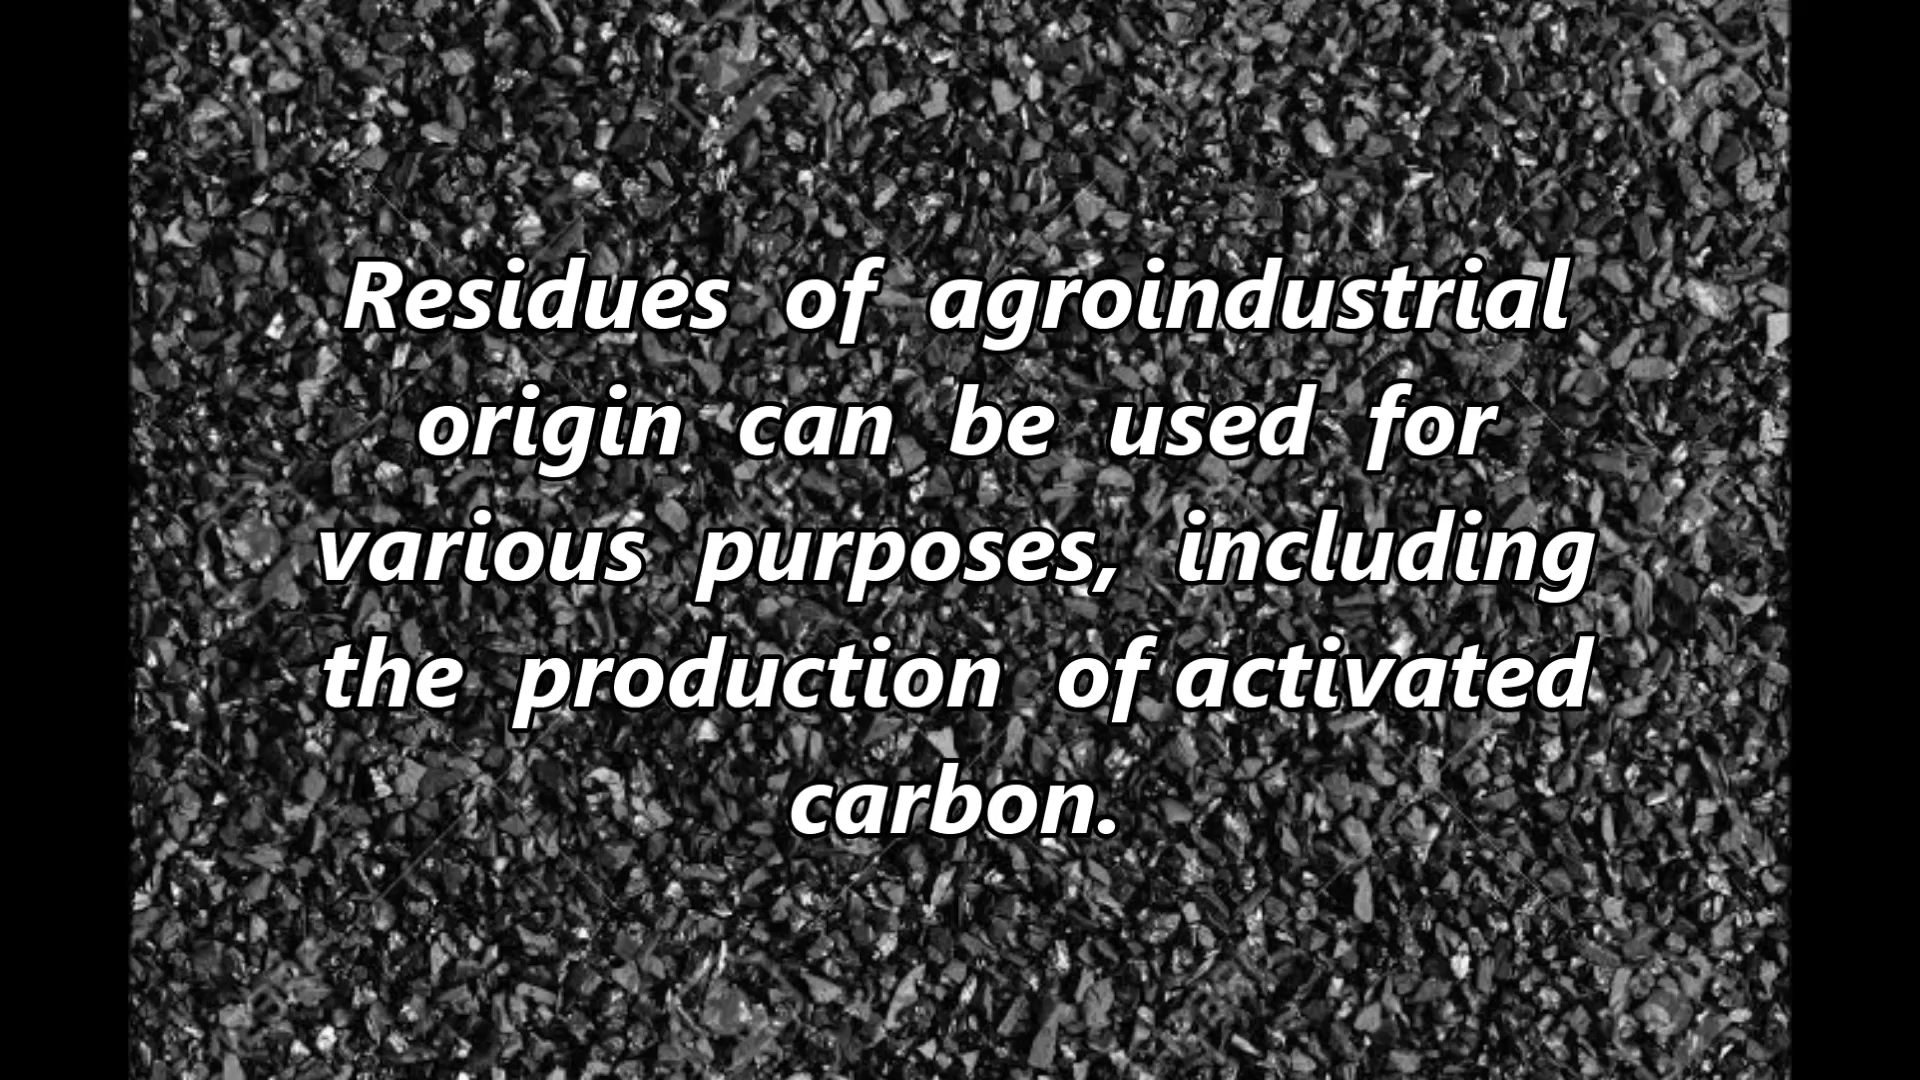 Residues of agroindustrial
origin can be used for
various purposes, including
the production of activated
carbon.